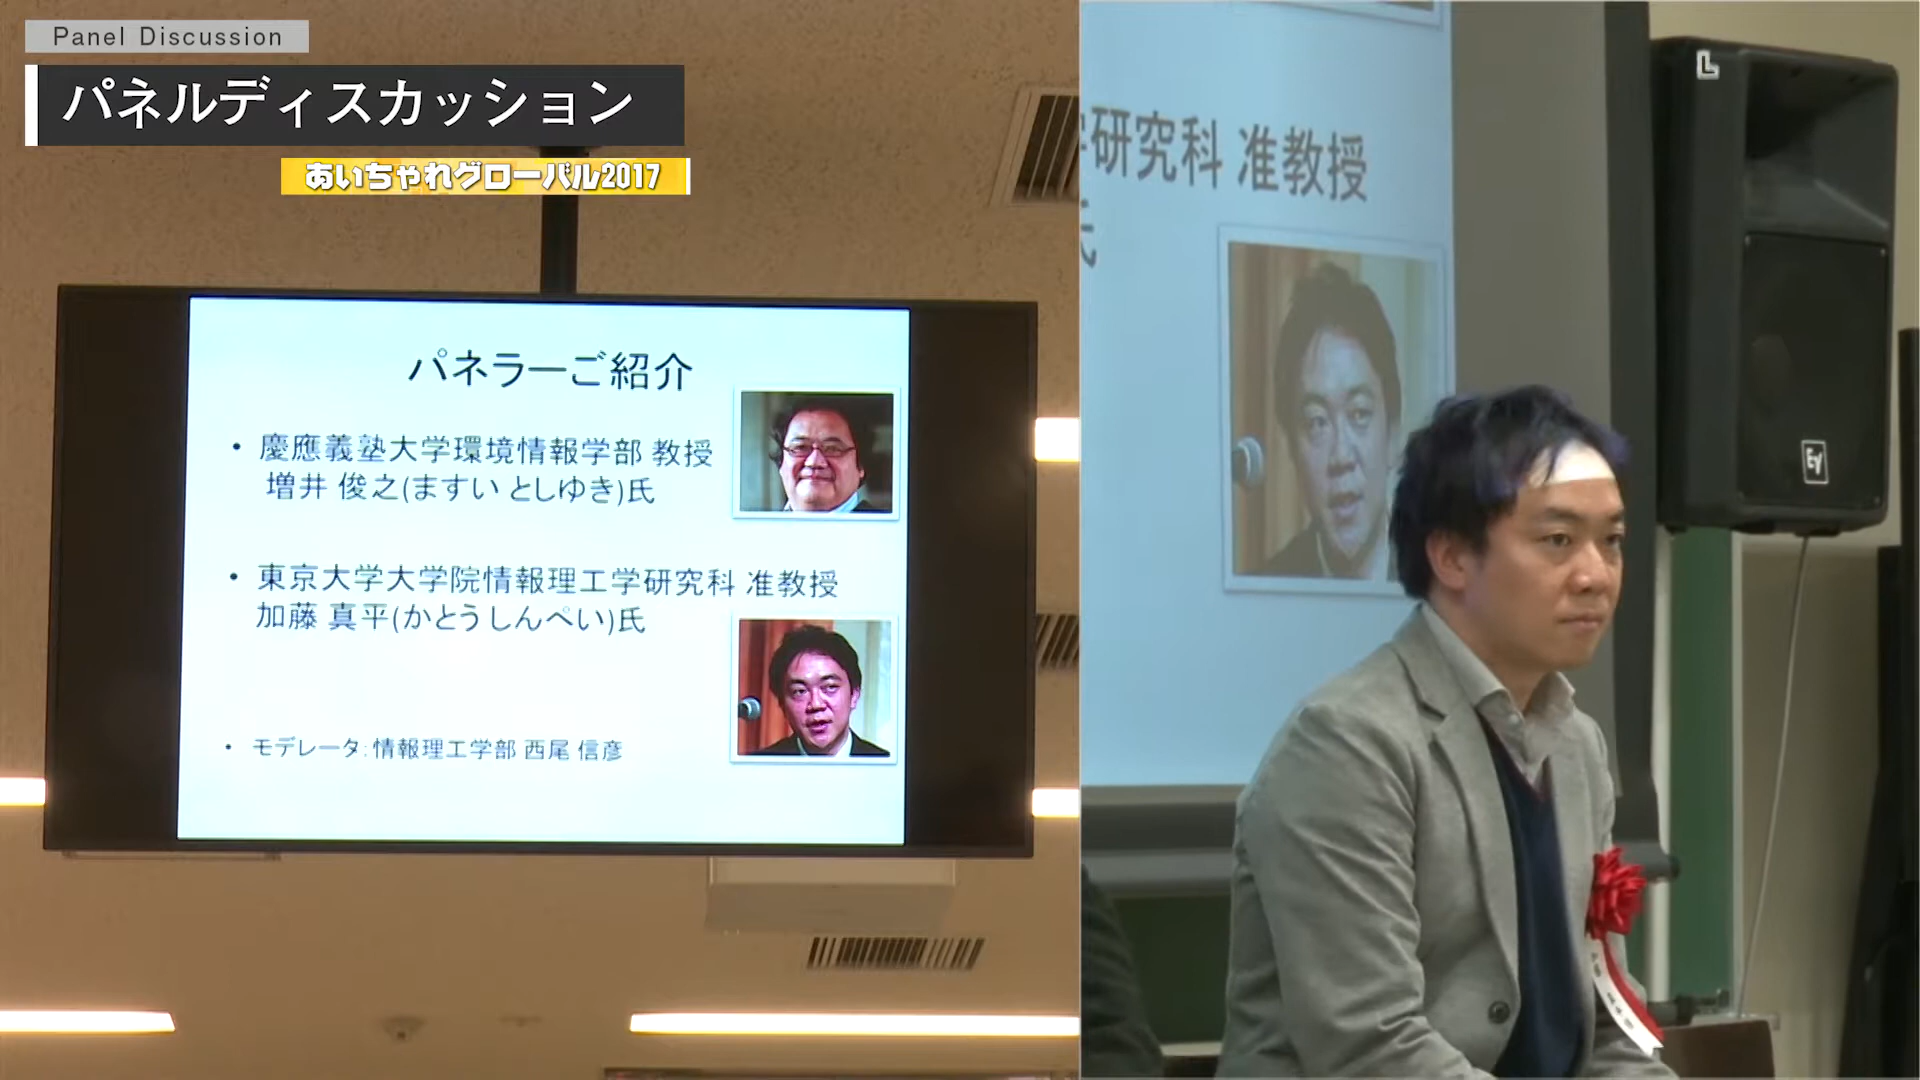 Panel Discussion
パネルディスカッション
あいちゃれグローバル2017
パネラーご紹介
• 慶應義塾大学環境情報学部 教授
増井 俊之(ますい としゆき)氏
• 東京大学大学院情報理工学研究科 准教授
加藤 真平(かとう しんぺい)氏
• モデレータ: 情報理工学部 西尾 信彦
研究科 准教授
氏
L
EV